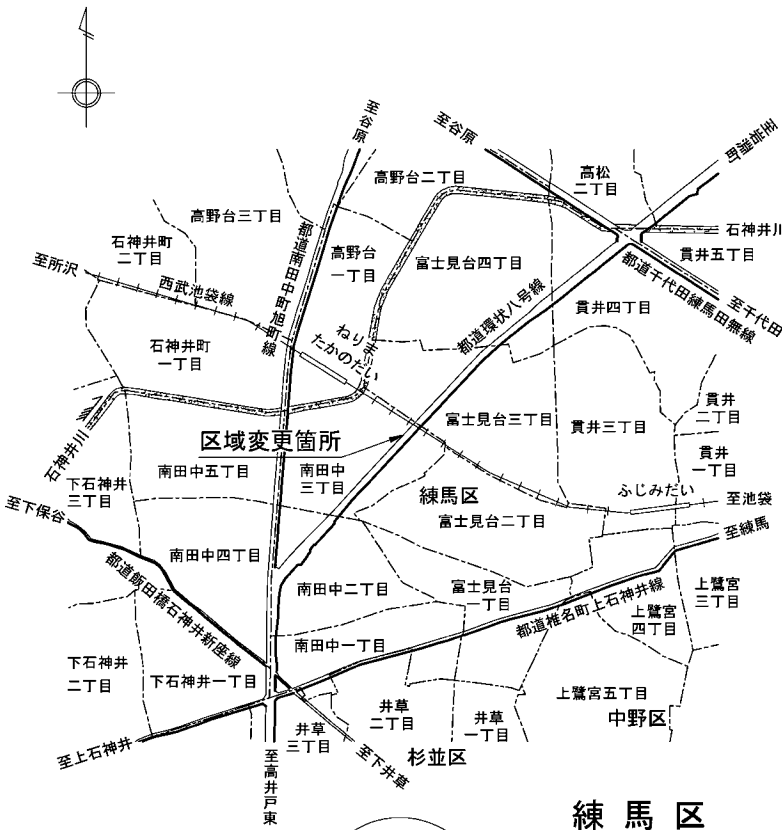 至谷原
至谷原
至北町
高松
二丁目
高野台二丁目
高野台三丁目
都道南田中町旭町線
高野台
一丁目
石神井町
二丁目
石神井川
貫井五丁目
富士見台四丁目
至所沢
西武池袋線
都道環状八号線
都道千代田練馬田無線
至千代田
貫井四丁目
ねりま
たかのだい
石神井町
一丁目
貫井
二丁目
区域変更箇所
富士見台三丁目
貫井三丁目
貫井
一丁目
石神井川
南田中五丁目
南田中
三丁目
下石神井
三丁目
練馬区
ふじみだい
至池袋
至下保谷
富士見台二丁目
至練馬
南田中四丁目
都道飯田橋石神井新座線
南田中二丁目
富士見台
一丁目
上鷺宮
三丁目
都道椎名町上石神井線
上鷺宮
四丁目
南田中一丁目
下石神井
二丁目
下石神井一丁目
上鷺宮五丁目
井草
二丁目
井草
一丁目
中野区
井草
三丁目
至上石神井
至下井草
杉並区
至高井戸東
練馬区